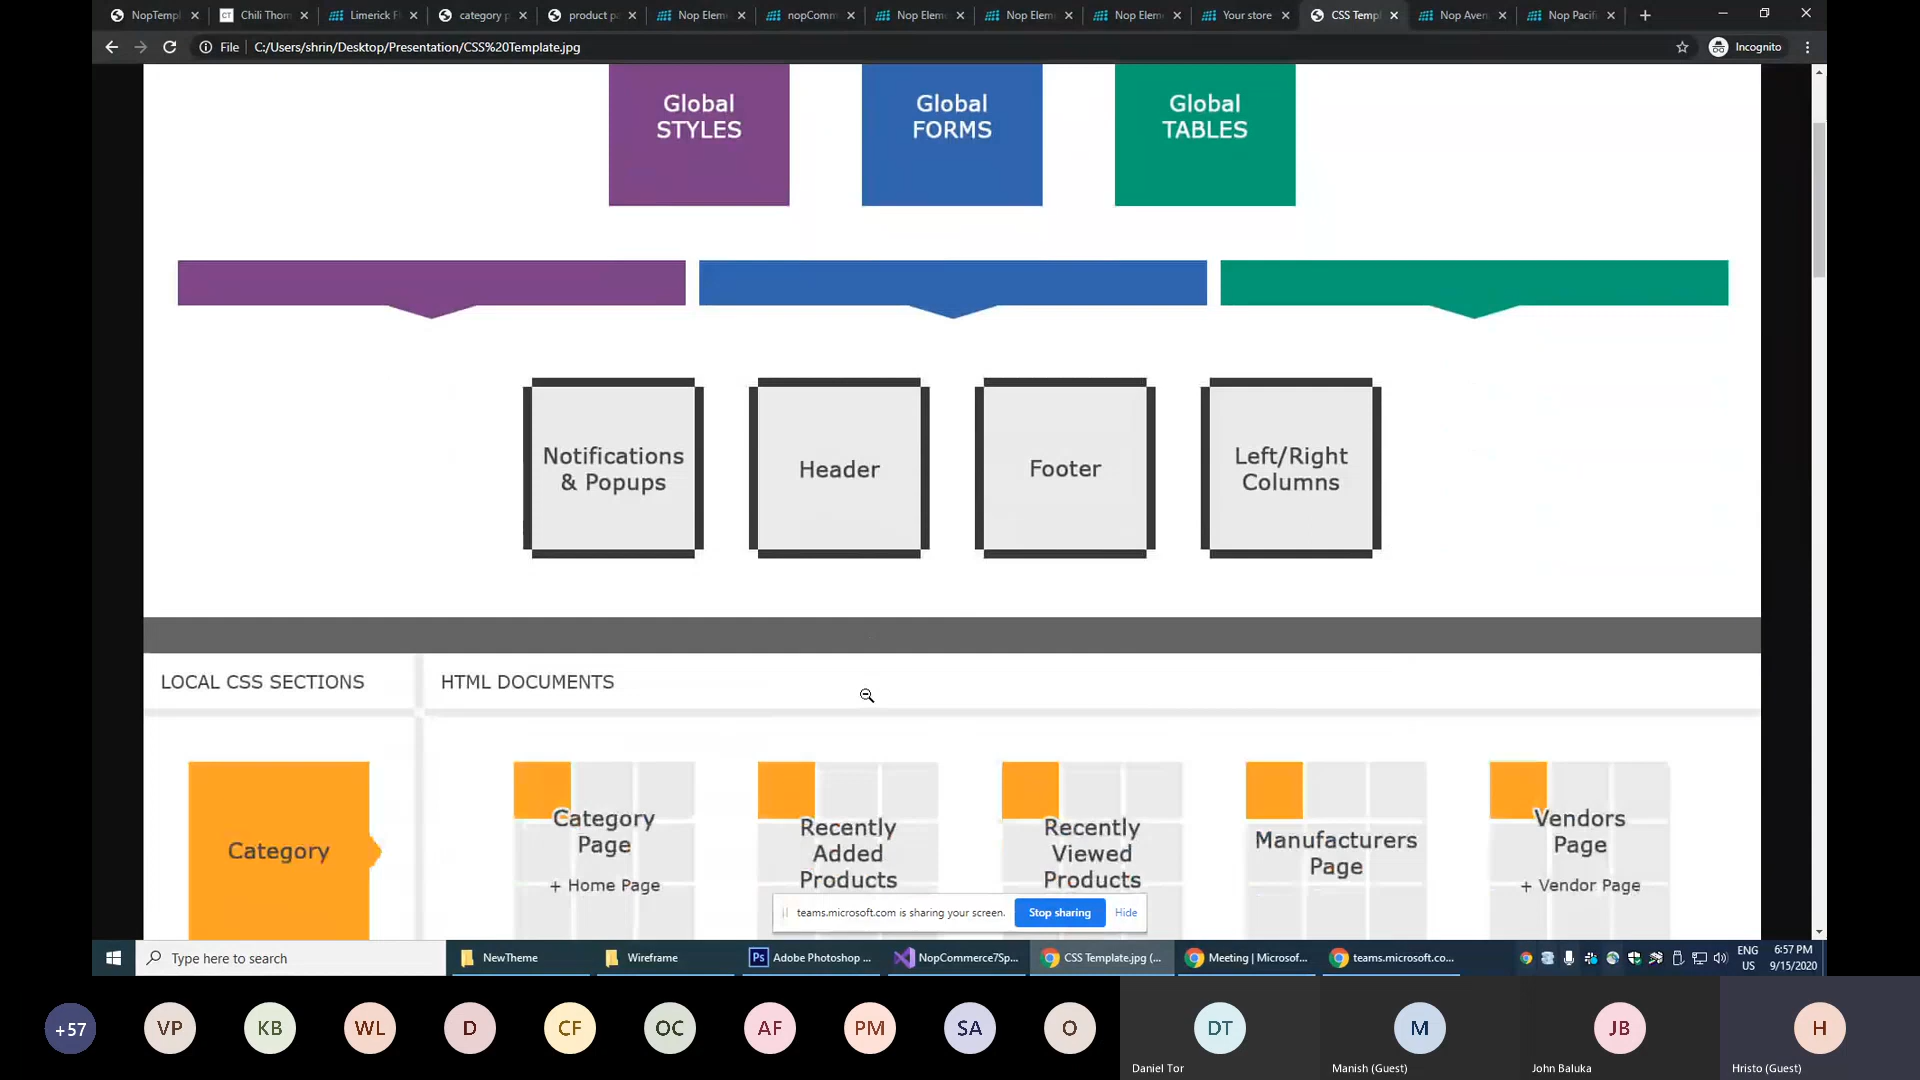 NopTempl
CT
Chili Thom
Limerick F
category p
product pa
Nop Elem
nopComm
Nop Elem
Nop Elem
Nop Elem
Your store
CSS Templ
Nop Aven
Nop Pacif
File
C:/Users/shrin/Desktop/Presentation/CSS%20Template.jpg
Incognito
Global
STYLES
Global
FORMS
Global
TABLES
Notifications
& Popups
Header
Footer
Left/Right
Columns
LOCAL CSS SECTIONS
HTML DOCUMENTS
Category
Category
Page
+ Home Page
Recently
Added
Products
Recently
Viewed
Products
Manufacturers
Page
Vendors
Page
+ Vendor Page
teams.microsoft.com is sharing your screen.
Stop sharing
Hide
Type here to search
NewTheme
Wireframe
Ps
Adobe Photoshop ...
NopCommerce7Sp...
CSS Template.jpg (...
Meeting | Microsof...
teams.microsoft.co...
ENG
US
6:57 PM
9/15/2020
+57
VP
KB
WL
D
CF
OC
AF
PM
SA
O
DT
Daniel Tor
M
Manish (Guest)
JB
John Baluka
H
Hristo (Guest)